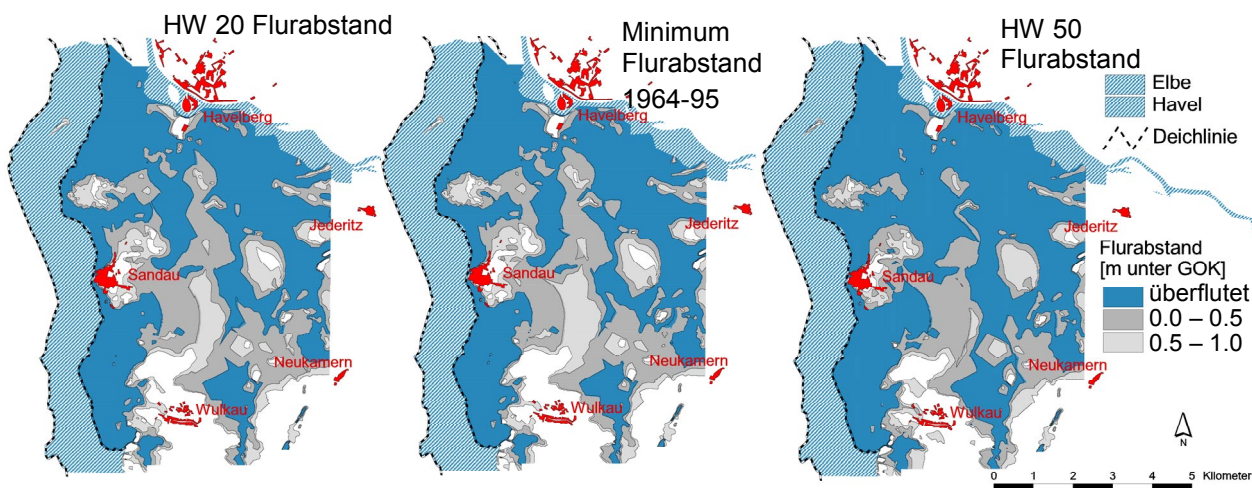 HW 20 Flurabstand
Havelberg
Sandau
Jederitz
Neukamern
Wulkau
Minimum
Flurabstand
1964-95
Havelberg
Sandau
Jederitz
Neukamern
Wulkau
HW 50
Flurabstand
Havelberg
Sandau
Jederitz
Neukamern
Wulkau
Elbe
Havel
Deichlinie
Flurabstand
[m unter GOK]
überflutet
0.0 – 0.5
0.5 – 1.0
N
0 1 2 3 4 5 Kilometer